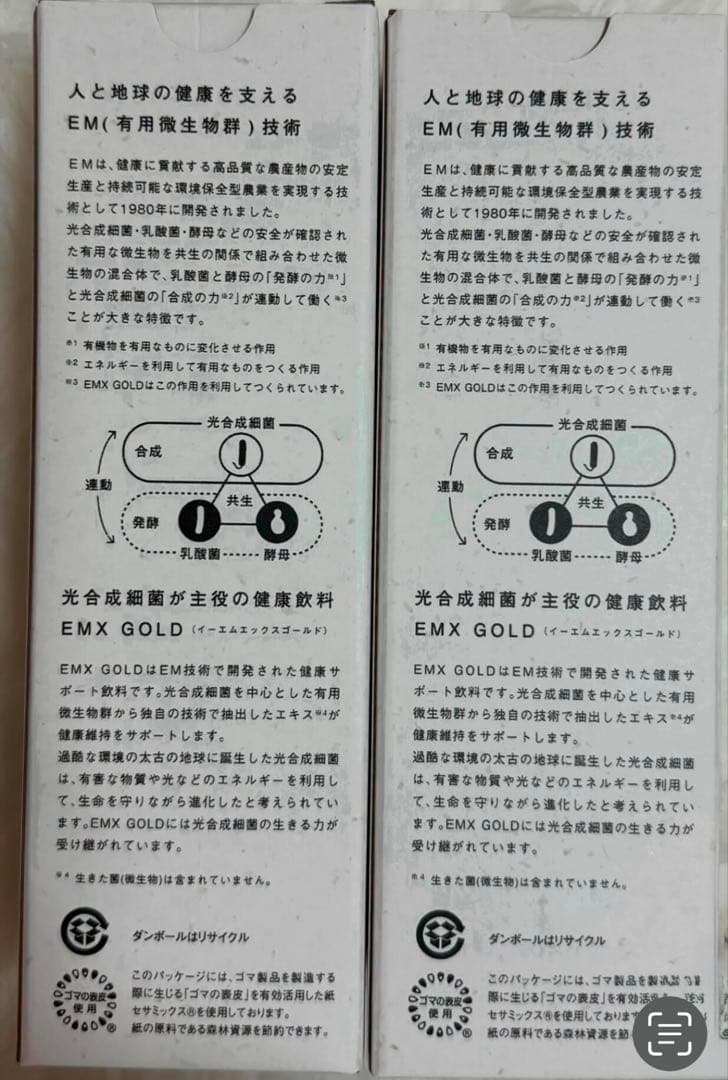 人と地球の健康を支える
EM(有用微生物群)技術
EMは、健康に貢献する高品質な農産物の安定
生産と持続可能な環境保全型農業を実現する技
術として1980年に開発されました。
光合成細菌・乳酸菌・酵母などの安全が確認され
た有用な微生物を共生の関係で組み合わせた微
生物の混合体で、乳酸菌と酵母の「発酵の力※1」
と光合成細菌の「合成の力※2」が連動して働く※3
ことが大きな特徴です。
※1 有機物を有用なものに変化させる作用
※2 エネルギーを利用して有用なものをつくる作用
※3 EMX GOLDはこの作用を利用してつくられています。
光合成細菌
合成
連動
共生
発酵
乳酸菌 酵母
光合成細菌が主役の健康飲料
EMX GOLD (イーエムエックスゴールド)
EMX GOLDはEM技術で開発された健康サ
ポート飲料です。光合成細菌を中心とした有用
微生物群から独自の技術で抽出したエキス※4が
健康維持をサポートします。
過酷な環境の太古の地球に誕生した光合成細菌
は、有害な物質や光などのエネルギーを利用し
て、生命を守りながら進化したと考えられてい
ます。EMX GOLDには光合成細菌の生きる力が
受け継がれています。
※4 生きた菌(微生物)は含まれていません。
ダンボールはリサイクル
ゴマの表皮
使用
®
このパッケージには、ゴマ製品を製造する
際に生じる「ゴマの表皮」を有効活用した紙
セサミックス®を使用しております。
紙の原料である森林資源を節約できます。
人と地球の健康を支える
EM(有用微生物群)技術
EMは、健康に貢献する高品質な農産物の安定
生産と持続可能な環境保全型農業を実現する技
術として1980年に開発されました。
光合成細菌・乳酸菌・酵母などの安全が確認され
た有用な微生物を共生の関係で組み合わせた微
生物の混合体で、乳酸菌と酵母の「発酵の力※1」
と光合成細菌の「合成の力※2」が連動して働く※3
ことが大きな特徴です。
※1 有機物を有用なものに変化させる作用
※2 エネルギーを利用して有用なものをつくる作用
※3 EMX GOLDはこの作用を利用してつくられています。
光合成細菌
合成
連動
共生
発酵
乳酸菌 酵母
光合成細菌が主役の健康飲料
EMX GOLD (イーエムエックスゴールド)
EMX GOLDはEM技術で開発された健康サ
ポート飲料です。光合成細菌を中心とした有用
微生物群から独自の技術で抽出したエキス※4が
健康維持をサポートします。
過酷な環境の太古の地球に誕生した光合成細菌
は、有害な物質や光などのエネルギーを利用し
て、生命を守りながら進化したと考えられてい
ます。EMX GOLDには光合成細菌の生きる力が
受け継がれています。
※4 生きた菌(微生物)は含まれていません。
ダンボールはリサイクル
ゴマの表皮
使用
®
このパッケージには、ゴマ製品を
際に生じる「ゴマの表皮」を有効活
セサミックス®を使用しております
紙の原料である森林資源を節